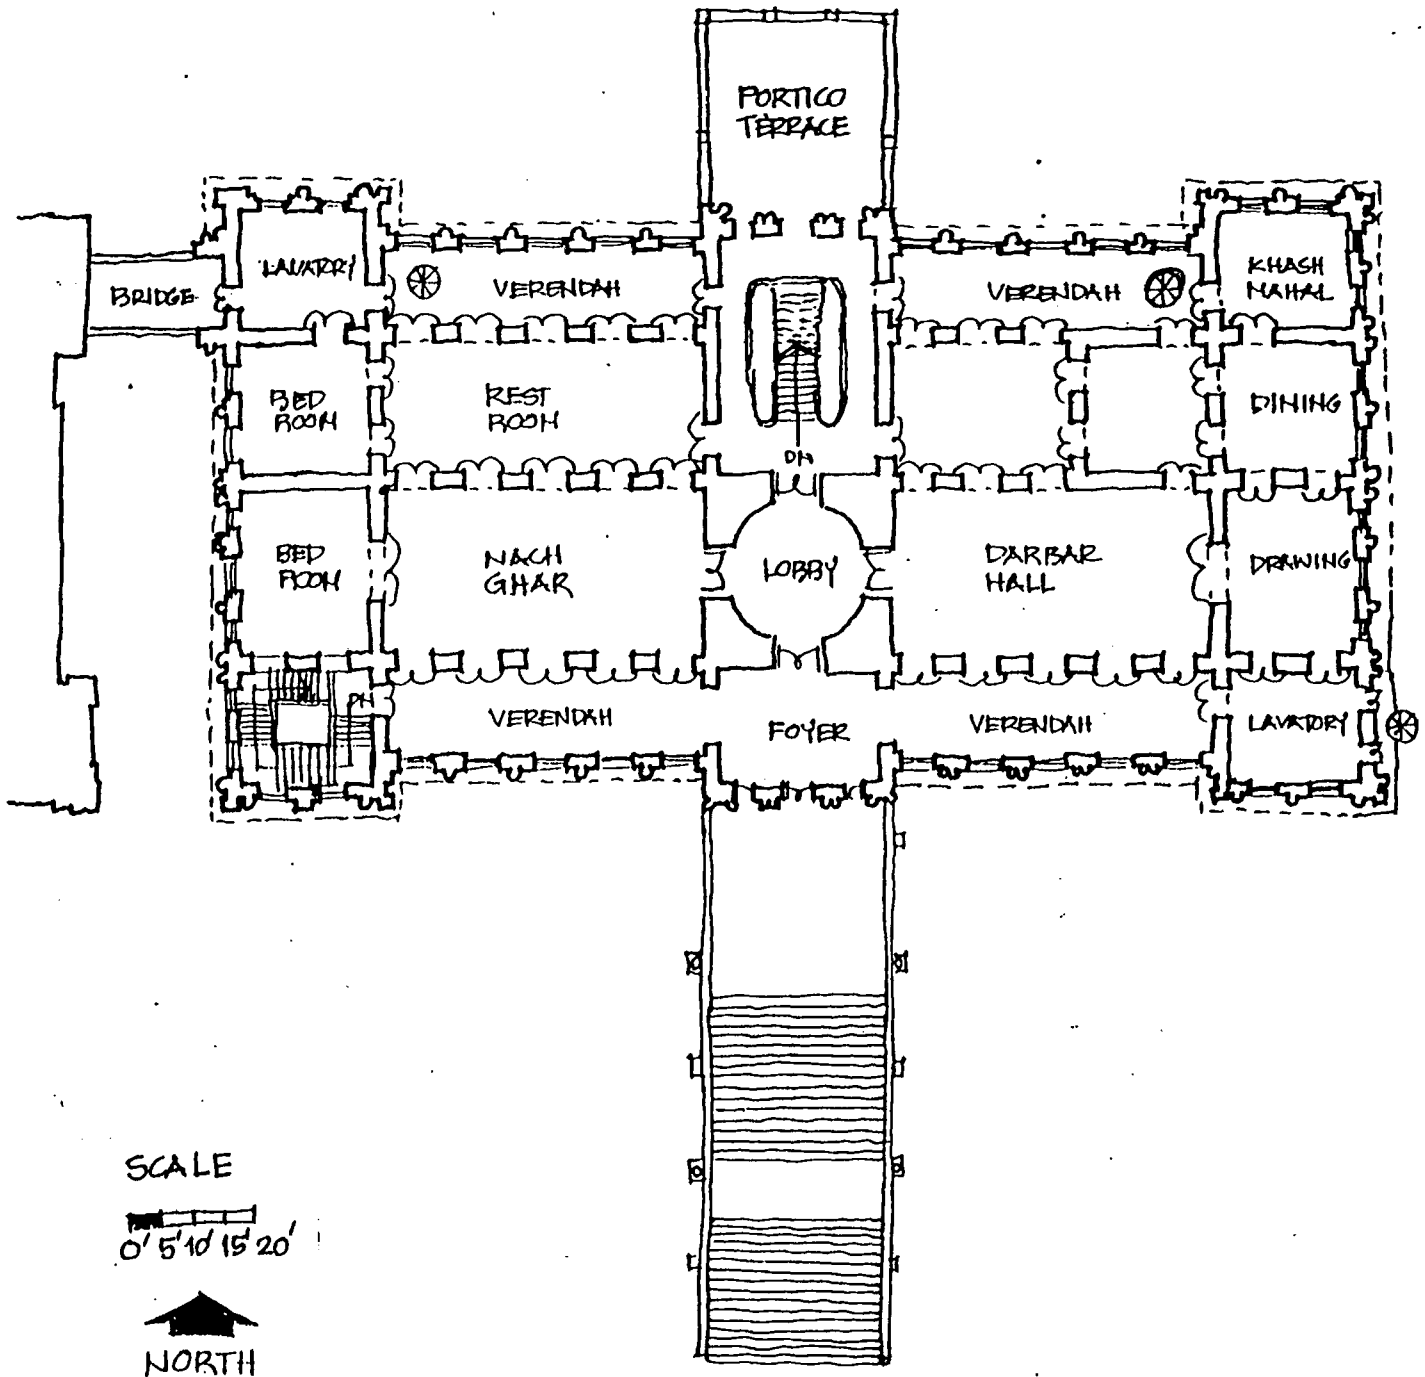 PORTICO
TERRACE
LAVATORY
BRIDGE
VERENDAH
VERENDAH
KHASH
MAHAL
BED
ROOM
REST
ROOM
DINING
DN
BED
ROOM
NACH
GHAR
LOBBY
DARBAR
HALL
DRAWING
DN
VERENDAH
FOYER
VERENDAH
LAVATORY
SCALE
0' 5' 10' 15' 20'
NORTH